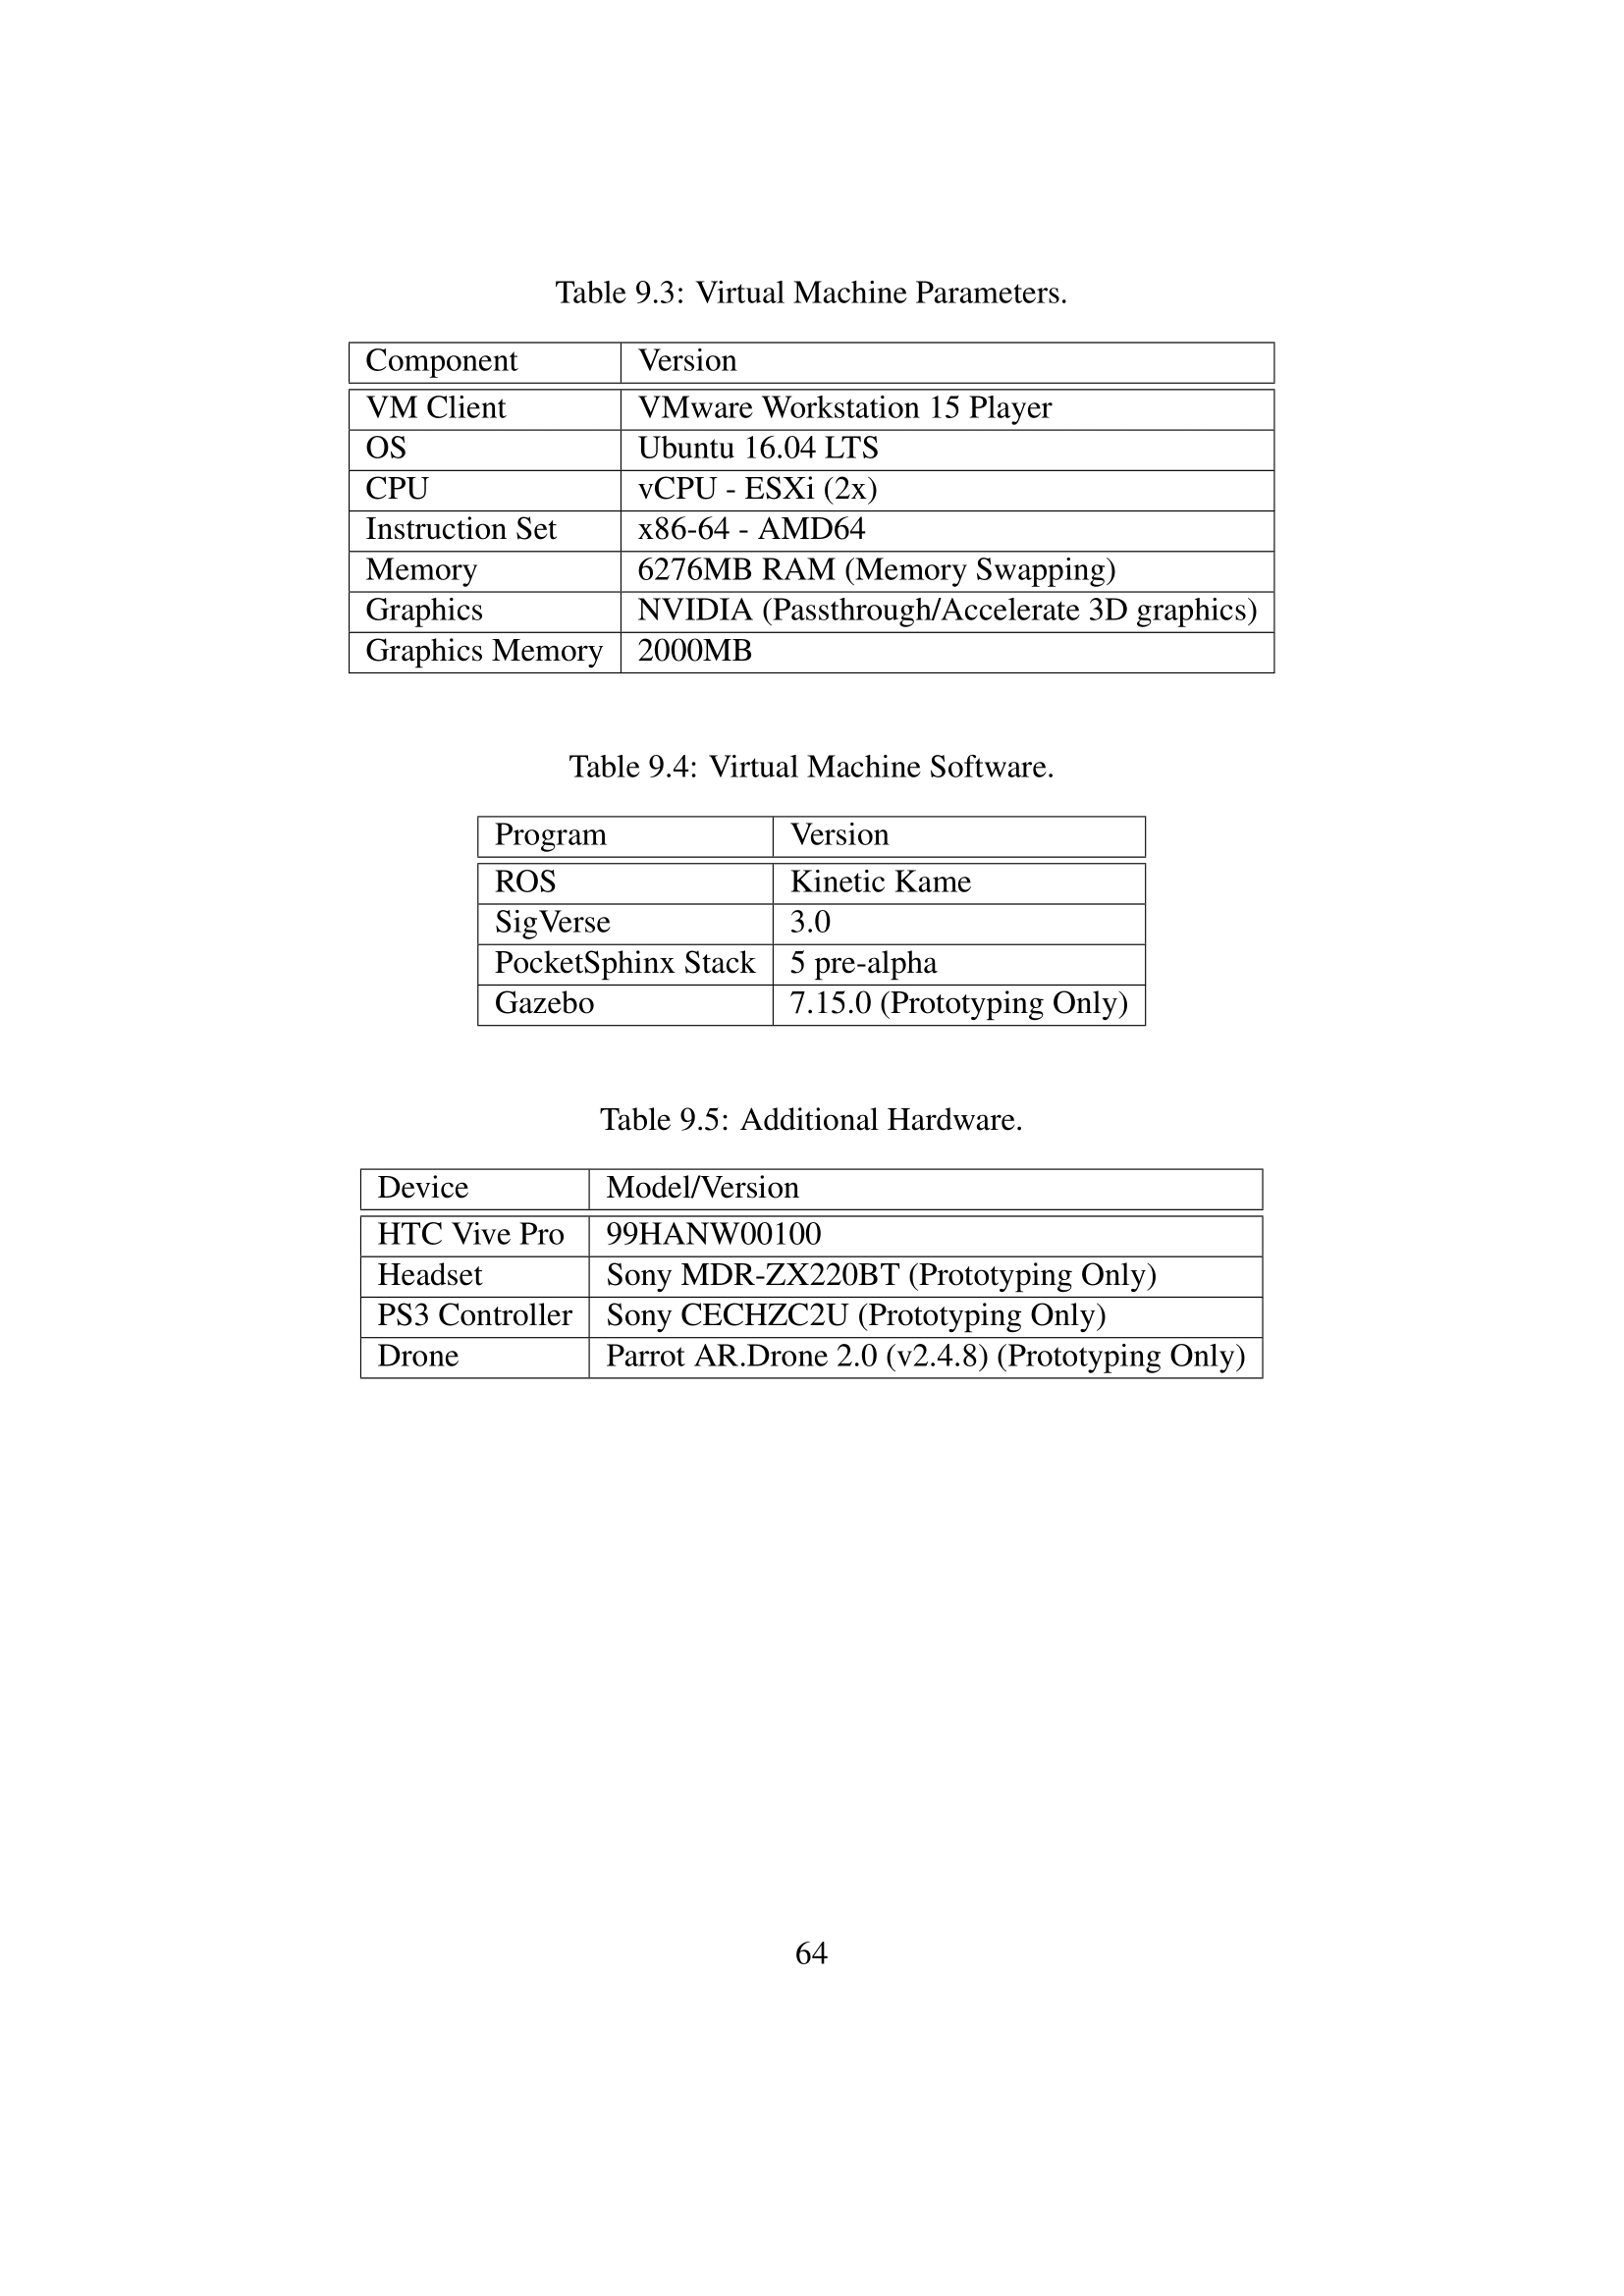 Table 9.3: Virtual Machine Parameters.
Component Version
VM Client VMware Workstation 15 Player
OS Ubuntu 16.04 LTS
CPU vCPU - ESXi (2x)
Instruction Set x86-64 - AMD64
Memory 6276MB RAM (Memory Swapping)
Graphics NVIDIA (Passthrough/Accelerate 3D graphics)
Graphics Memory 2000MB
Table 9.4: Virtual Machine Software.
Program Version
ROS Kinetic Kame
SigVerse 3.0
PocketSphinx Stack 5 pre-alpha
Gazebo 7.15.0 (Prototyping Only)
Table 9.5: Additional Hardware.
Device Model/Version
HTC Vive Pro 99HANW00100
Headset Sony MDR-ZX220BT (Prototyping Only)
PS3 Controller Sony CECHZC2U (Prototyping Only)
Drone Parrot AR.Drone 2.0 (v2.4.8) (Prototyping Only)
64